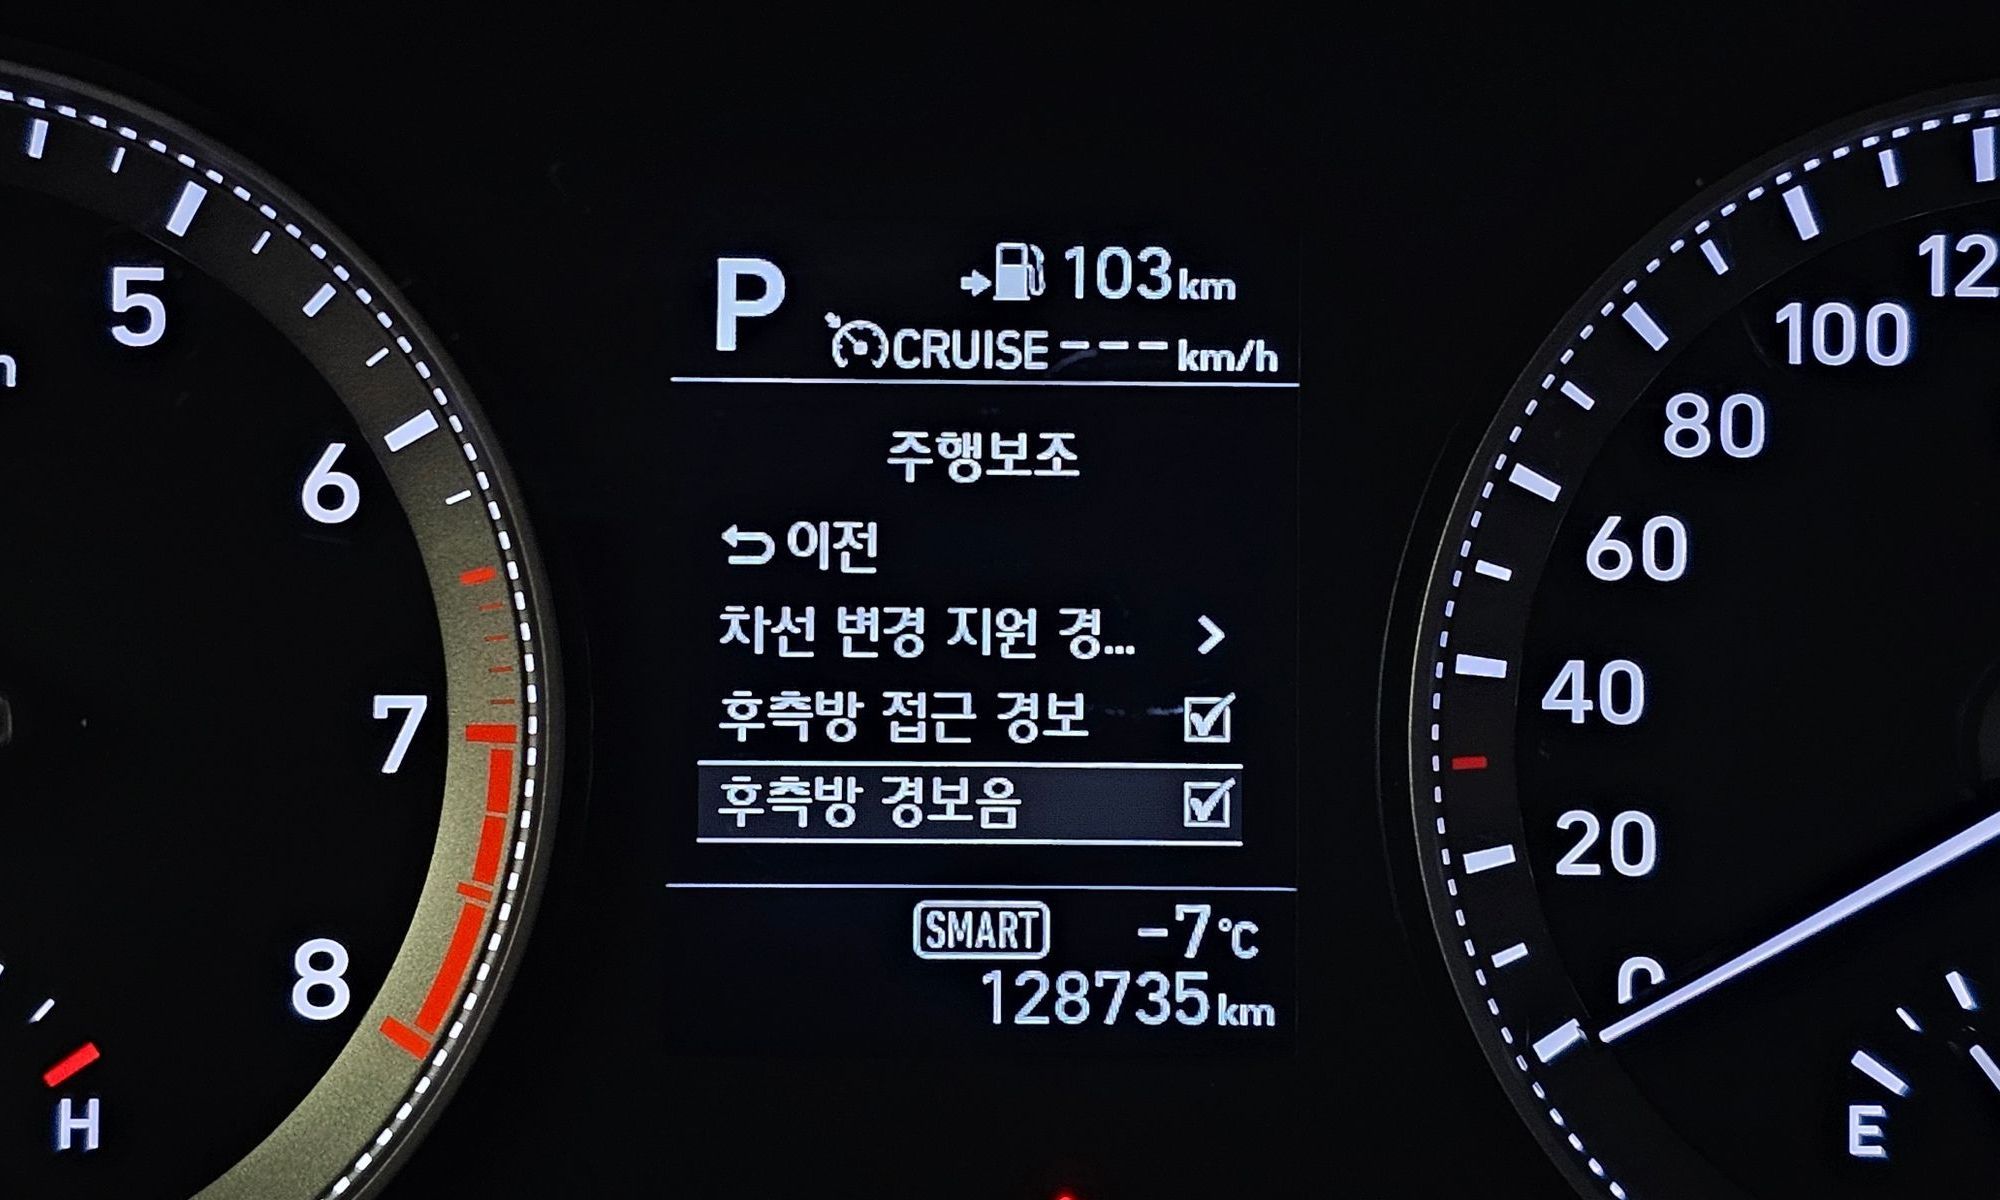 P
103km
CRUISE ---km/h
주행보조
이전
차선 변경 지원 경...
후측방 접근 경보
후측방 경보음
SMART -7°C
128735km
5
6
7
8
H
12
100
80
60
40
20
0
E